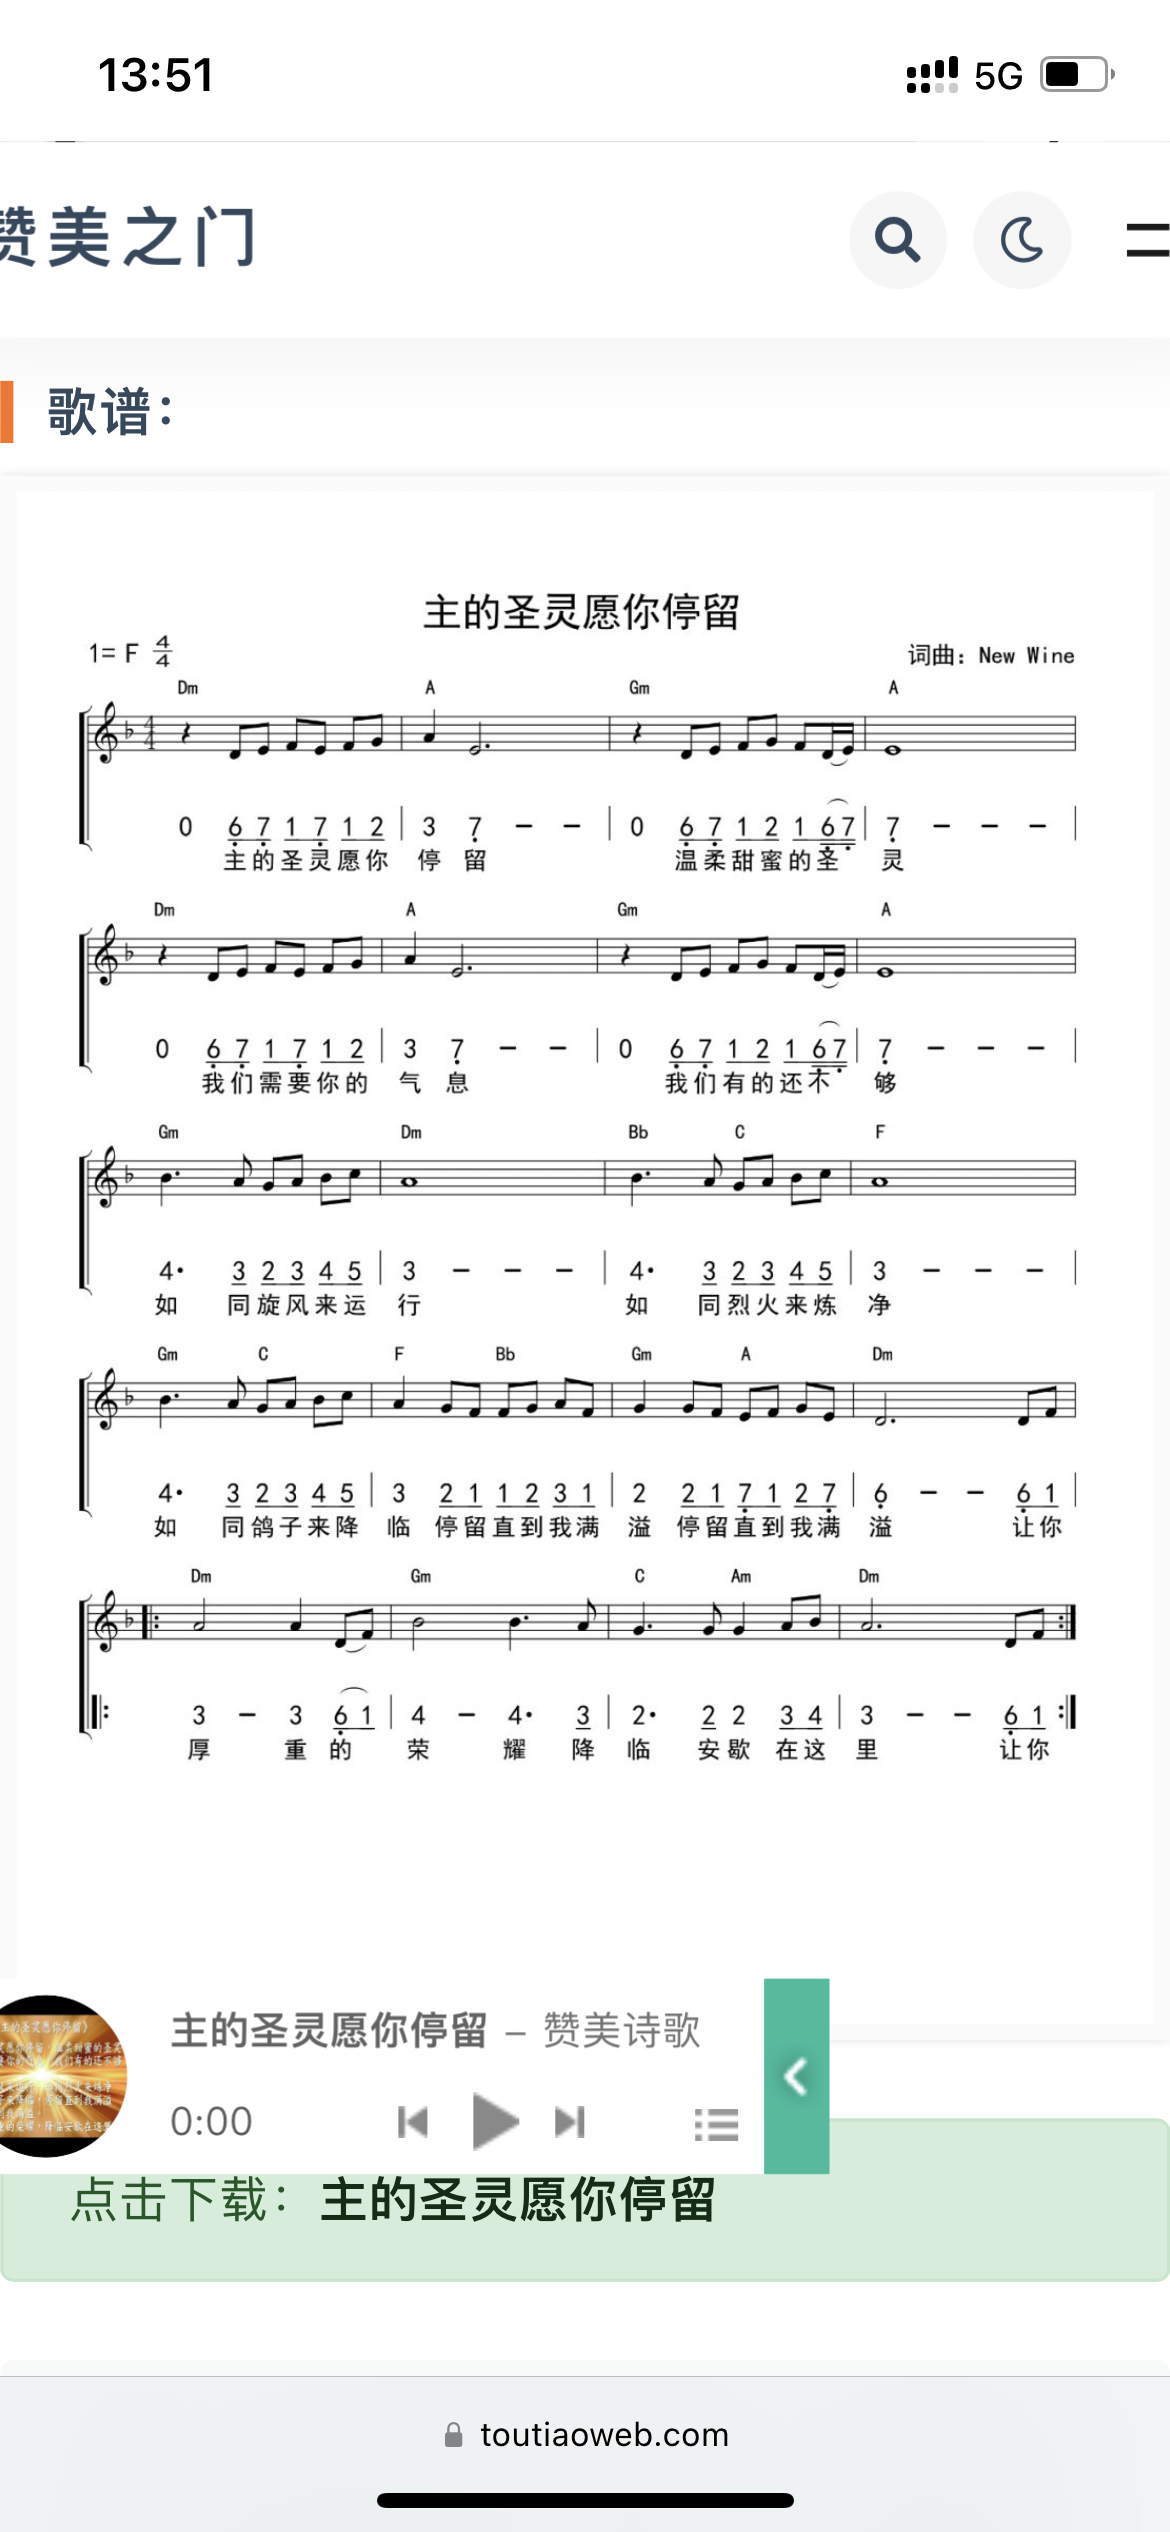 13:51
5G
赞美之门
歌谱：
主的圣灵愿你停留
1= F 4/4
词曲：New Wine
Dm A Gm A
4/4
0 6 7 1 7 1 2 | 3 7 – – | 0 6 7 1 2 1 6 7 | 7 – – – |
主的圣灵愿你 停 留 温柔甜蜜的圣 灵
Dm A Gm A
0 6 7 1 7 1 2 | 3 7 – – | 0 6 7 1 2 1 6 7 | 7 – – – |
我们需要你的 气 息 我们有的还不 够
Gm Dm Bb C F
4· 3 2 3 4 5 | 3 – – – | 4· 3 2 3 4 5 | 3 – – – |
如 同旋风来运 行 如 同烈火来炼 净
Gm C F Bb Gm A Dm
4· 3 2 3 4 5 | 3 2 1 1 2 3 1 | 2 2 1 7 1 2 7 | 6 – – 6 1 |
如 同鸽子来降 临 停留直到我满 溢 停留直到我满 溢 让你
Dm Gm C Am Dm
‖: 3 – 3 6 1 | 4 – 4· 3 | 2· 2 2 3 4 | 3 – – 6 1 :‖
厚 重 的 荣 耀 降 临 安歇 在这 里 让你
主的圣灵愿你停留 – 赞美诗歌
0:00
点击下载：主的圣灵愿你停留
toutiaoweb.com